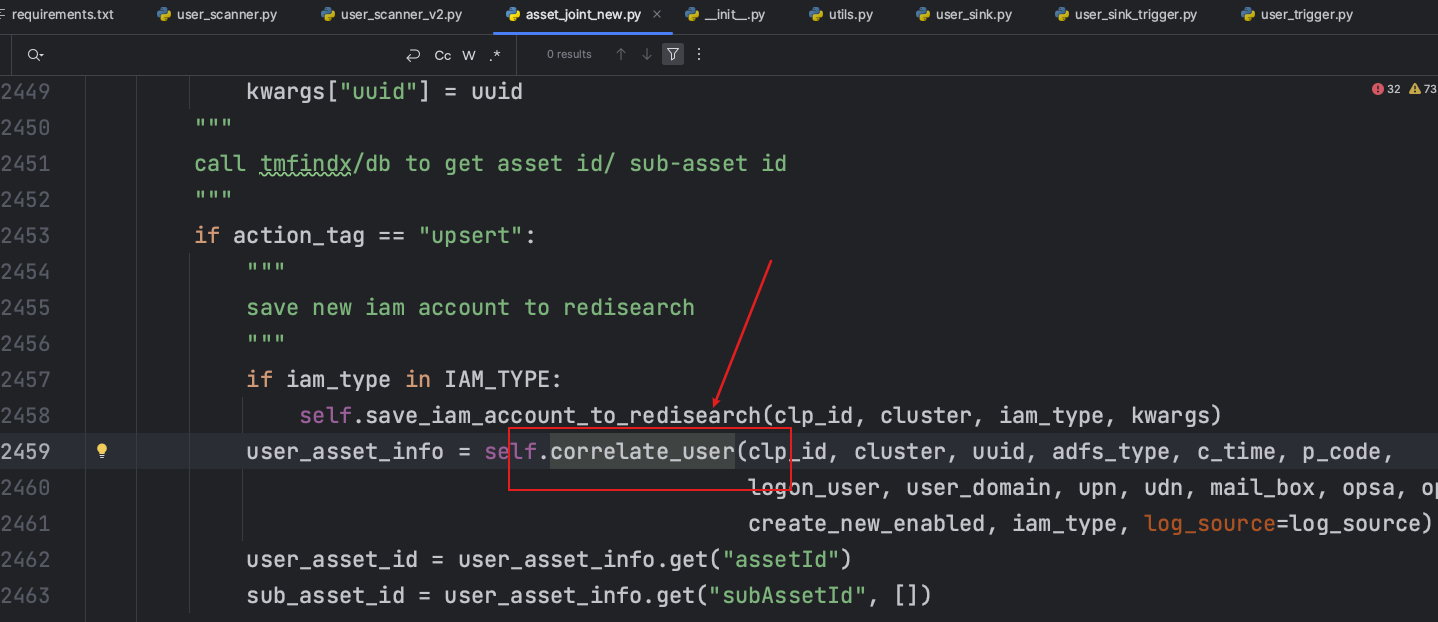 requirements.txt user_scanner.py user_scanner_v2.py asset_joint_new.py × __init__.py utils.py user_sink.py user_sink_trigger.py user_trigger.py
Cc W .* 0 results
2449 kwargs["uuid"] = uuid 32 73
2450 """
2451 call tmfindx/db to get asset id/ sub-asset id
2452 """
2453 if action_tag == "upsert":
2454 """
2455 save new iam account to redisearch
2456 """
2457 if iam_type in IAM_TYPE:
2458 self.save_iam_account_to_redisearch(clp_id, cluster, iam_type, kwargs)
2459 user_asset_info = self.correlate_user(clp_id, cluster, uuid, adfs_type, c_time, p_code,
2460 logon_user, user_domain, upn, udn, mail_box, opsa,
2461 create_new_enabled, iam_type, log_source=log_source)
2462 user_asset_id = user_asset_info.get("assetId")
2463 sub_asset_id = user_asset_info.get("subAssetId", [])